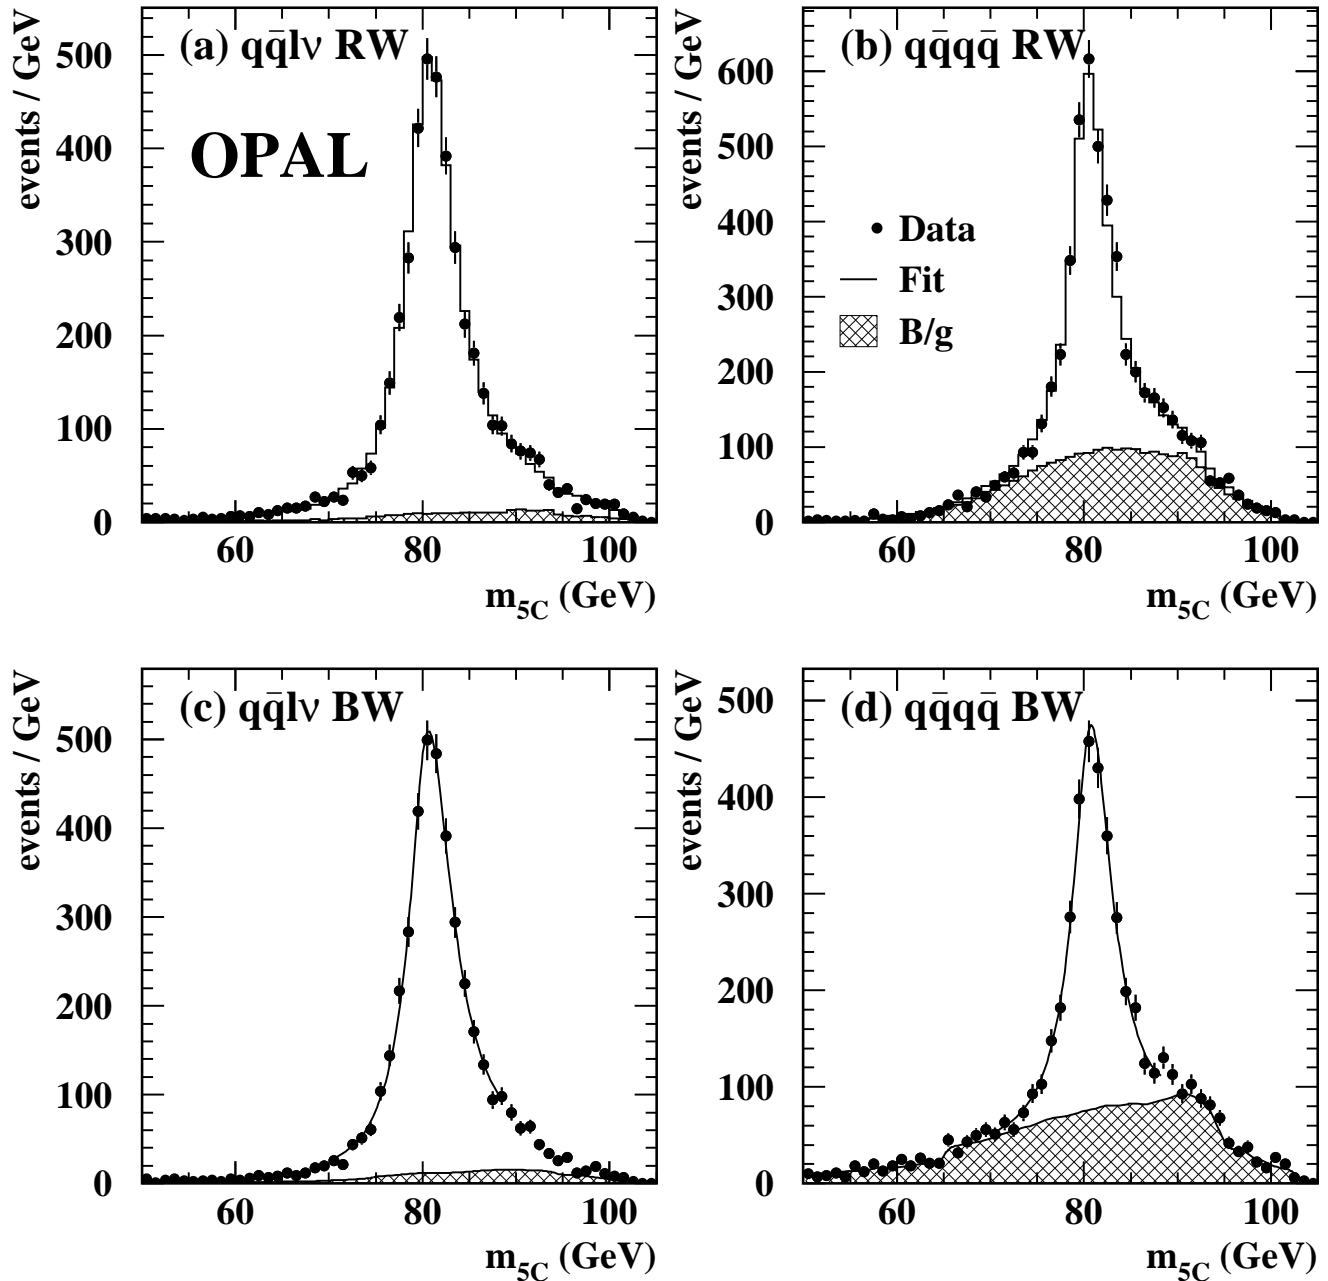 (a) qq̄lν RW
OPAL
events / GeV
500
400
300
200
100
0
60 80 100
m5C (GeV)
(b) qq̄qq̄ RW
Data
Fit
B/g
events / GeV
600
500
400
300
200
100
0
60 80 100
m5C (GeV)
(c) qq̄lν BW
events / GeV
500
400
300
200
100
0
60 80 100
m5C (GeV)
(d) qq̄qq̄ BW
events / GeV
500
400
300
200
100
0
60 80 100
m5C (GeV)